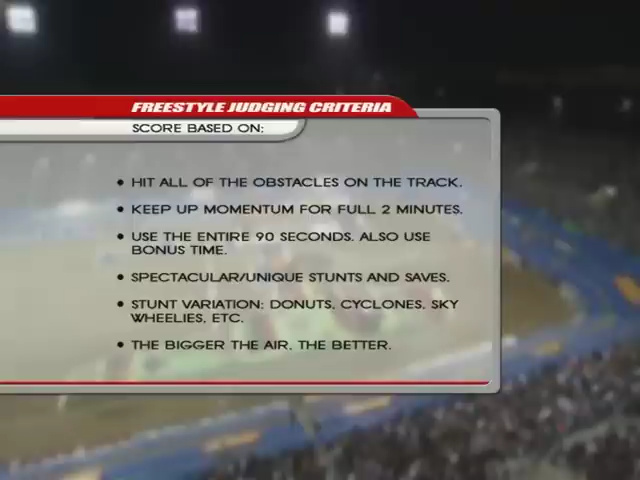 FREESTYLE JUDGING CRITERIA
SCORE BASED ON:
• HIT ALL OF THE OBSTACLES ON THE TRACK.
• KEEP UP MOMENTUM FOR FULL 2 MINUTES.
• USE THE ENTIRE 90 SECONDS. ALSO USE
BONUS TIME.
• SPECTACULAR/UNIQUE STUNTS AND SAVES.
• STUNT VARIATION: DONUTS, CYCLONES, SKY
WHEELIES, ETC.
• THE BIGGER THE AIR, THE BETTER.